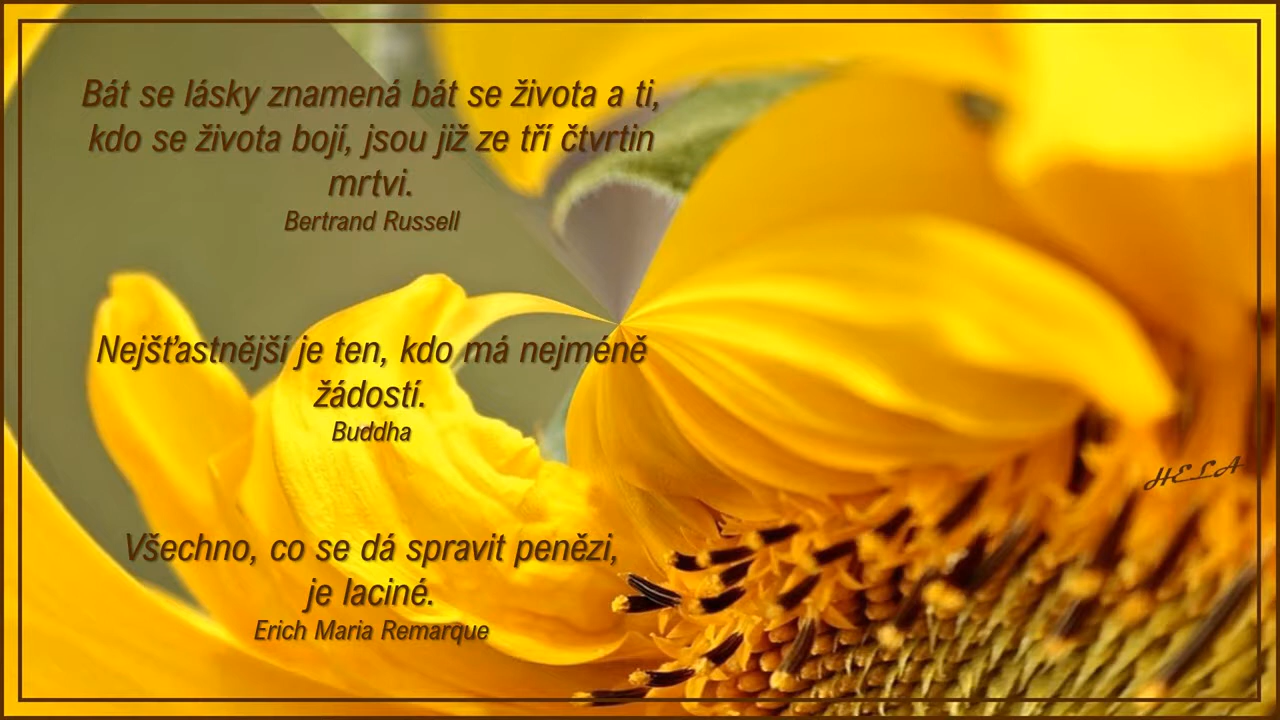 Bát se lásky znamená bát se života a ti,
kdo se života bojí, jsou již ze tří čtvrtin
mrtvi.
Bertrand Russell
Nejšťastnější je ten, kdo má nejméně
žádostí.
Buddha
Všechno, co se dá spravit penězi,
je laciné.
Erich Maria Remarque
HELA